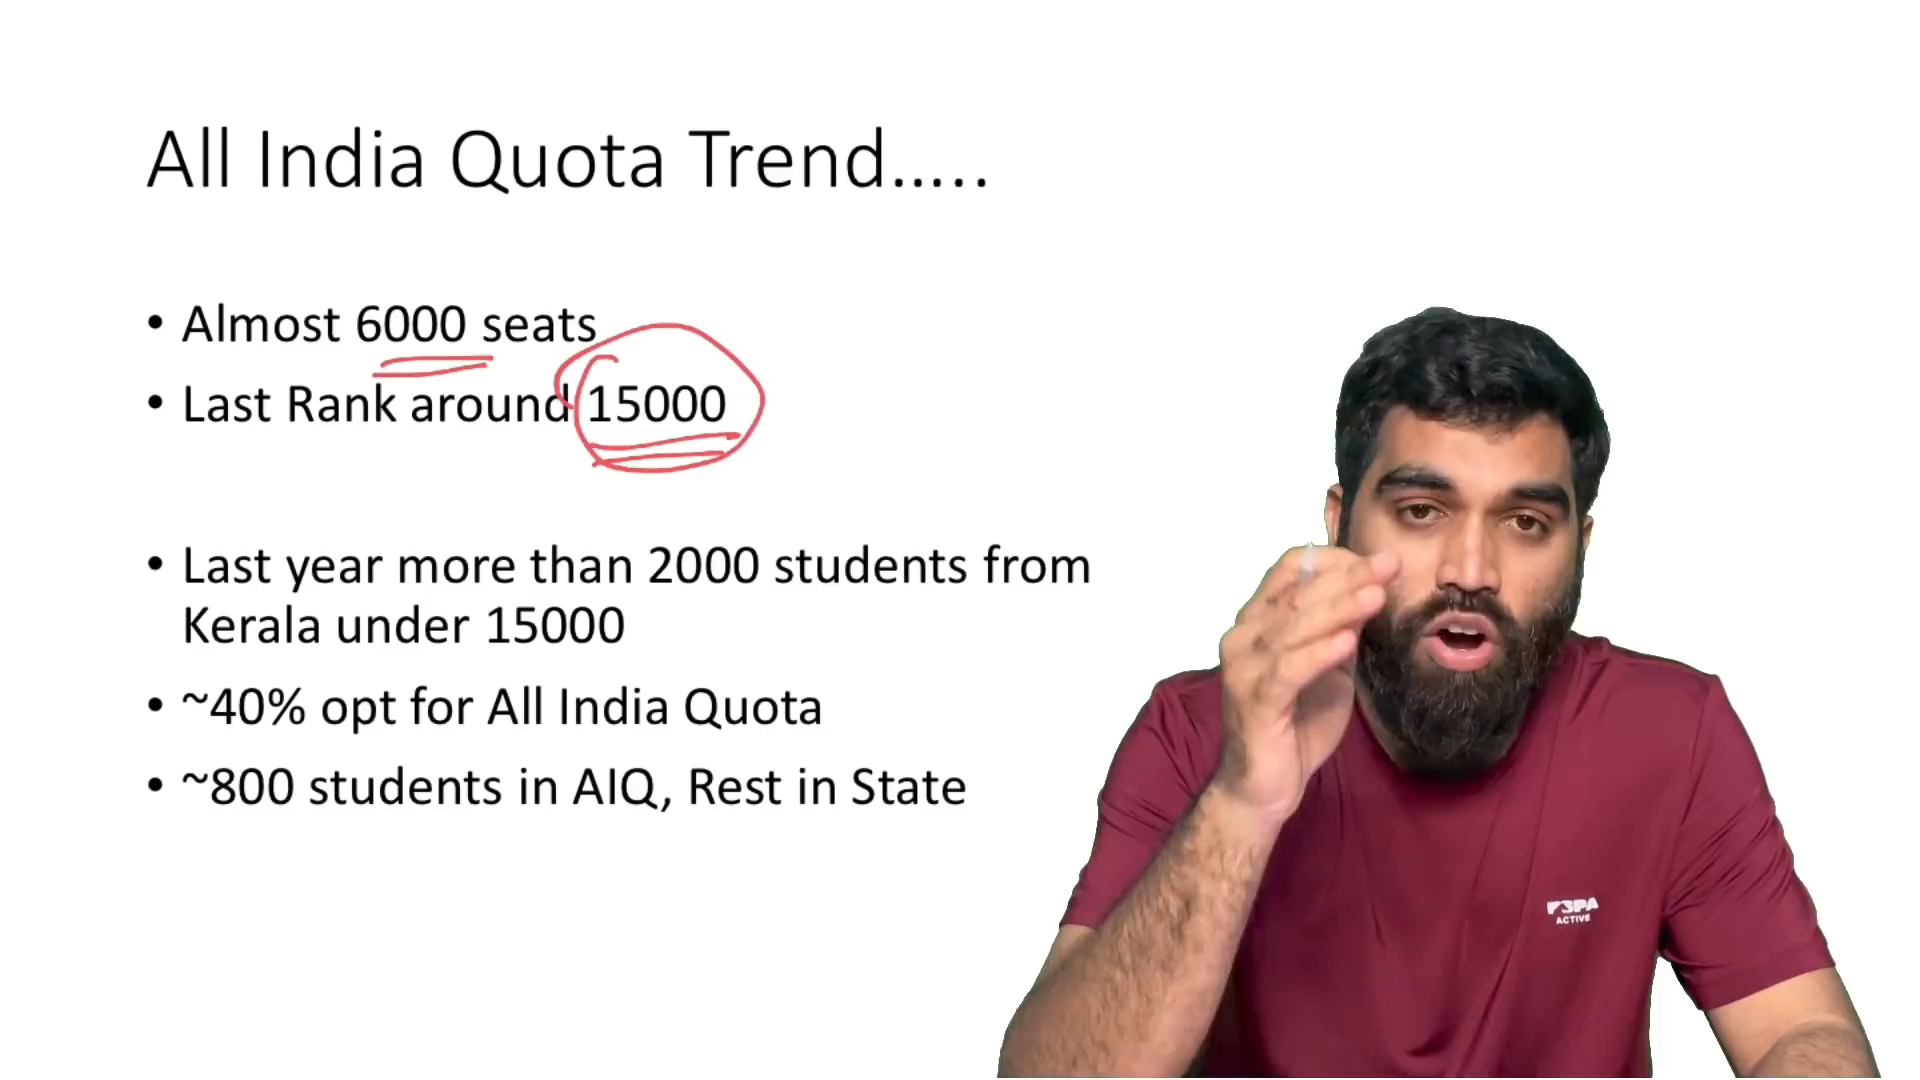 All India Quota Trend.....
• Almost 6000 seats
• Last Rank around 15000
• Last year more than 2000 students from
Kerala under 15000
• ~40% opt for All India Quota
• ~800 students in AIQ, Rest in State
ACTIVE